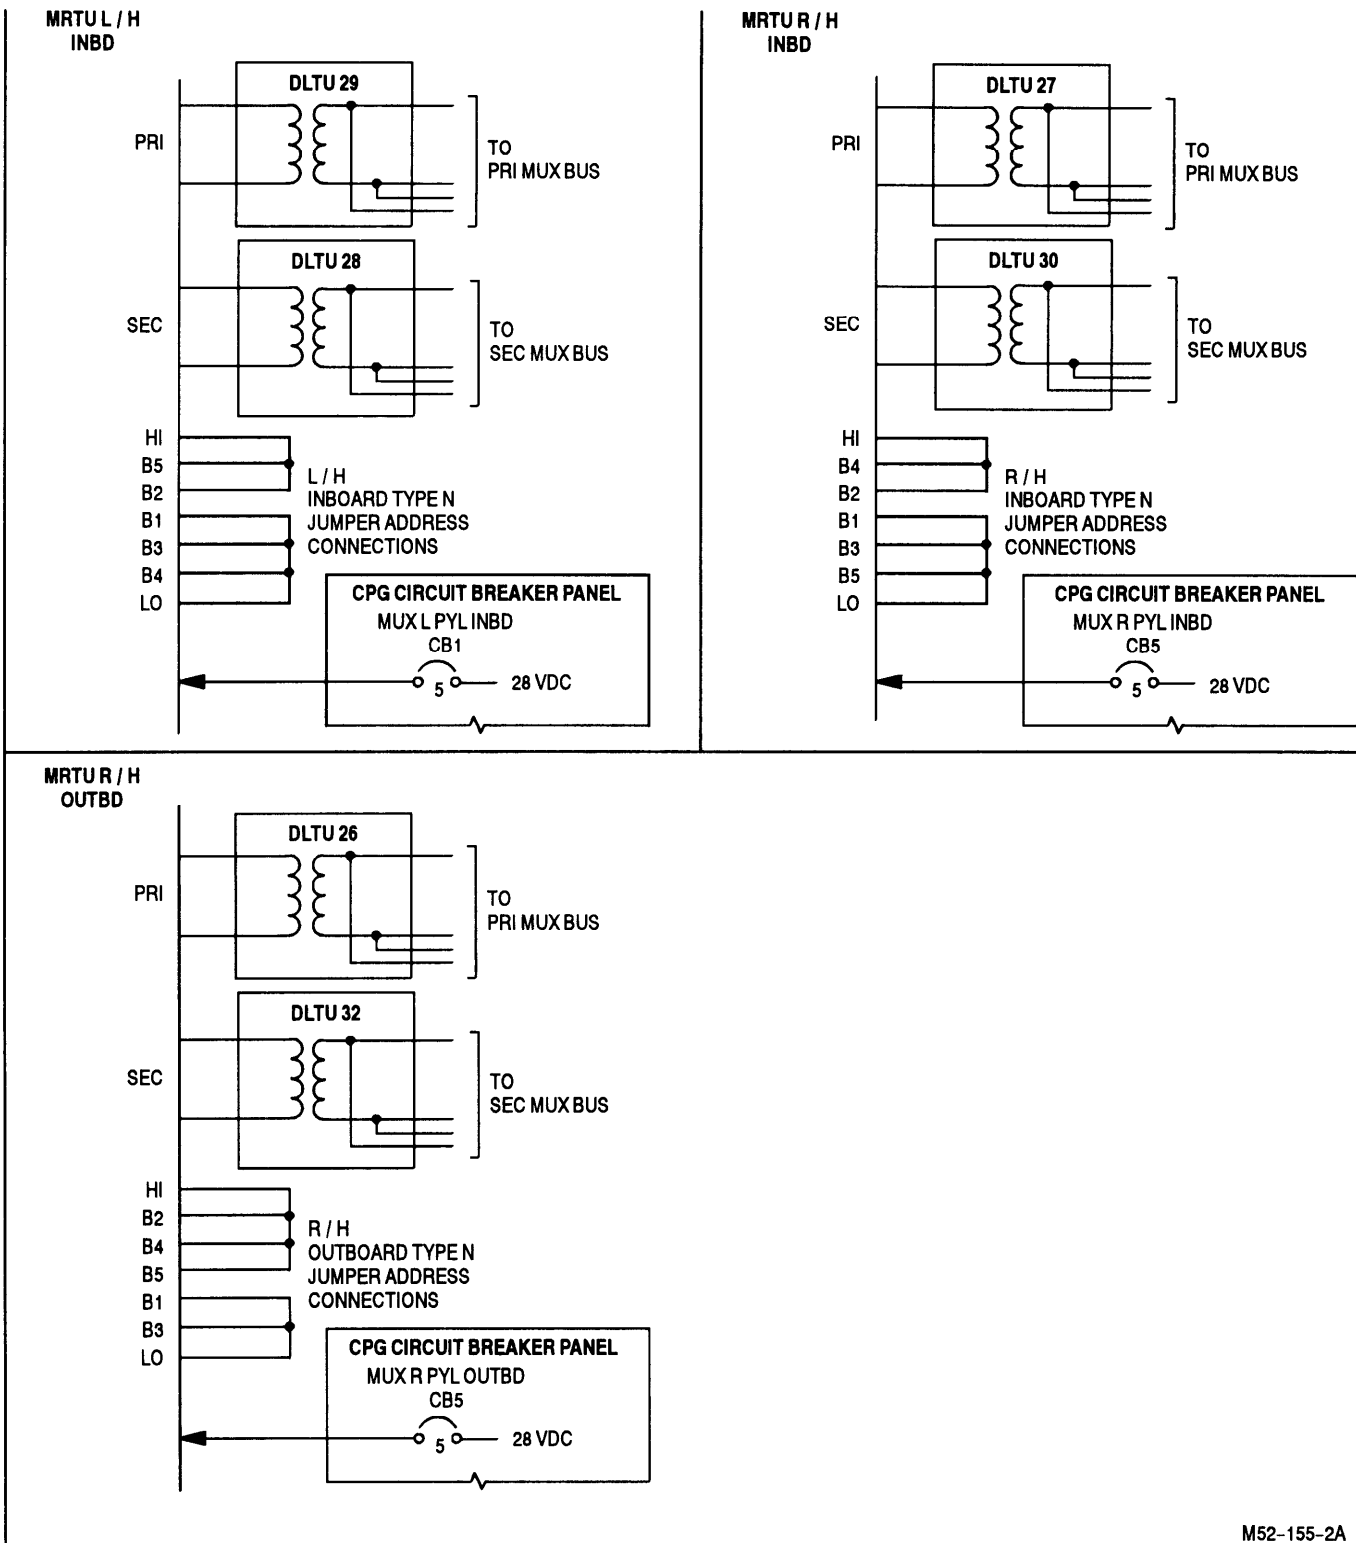 MRTU L / H
INBD
DLTU 29
PRI
TO
PRI MUX BUS
DLTU 28
SEC
TO
SEC MUX BUS
HI
B5
B2
B1
B3
B4
LO
L / H
INBOARD TYPE N
JUMPER ADDRESS
CONNECTIONS
CPG CIRCUIT BREAKER PANEL
MUX L PYL INBD
CB1
5
28 VDC
MRTU R / H
INBD
DLTU 27
PRI
TO
PRI MUX BUS
DLTU 30
SEC
TO
SEC MUX BUS
HI
B4
B2
B1
B3
B5
LO
R / H
INBOARD TYPE N
JUMPER ADDRESS
CONNECTIONS
CPG CIRCUIT BREAKER PANEL
MUX R PYL INBD
CB5
5
28 VDC
MRTU R / H
OUTBD
DLTU 26
PRI
TO
PRI MUX BUS
DLTU 32
SEC
TO
SEC MUX BUS
HI
B2
B4
B5
B1
B3
LO
R / H
OUTBOARD TYPE N
JUMPER ADDRESS
CONNECTIONS
CPG CIRCUIT BREAKER PANEL
MUX R PYL OUTBD
CB5
5
28 VDC
M52-155-2A